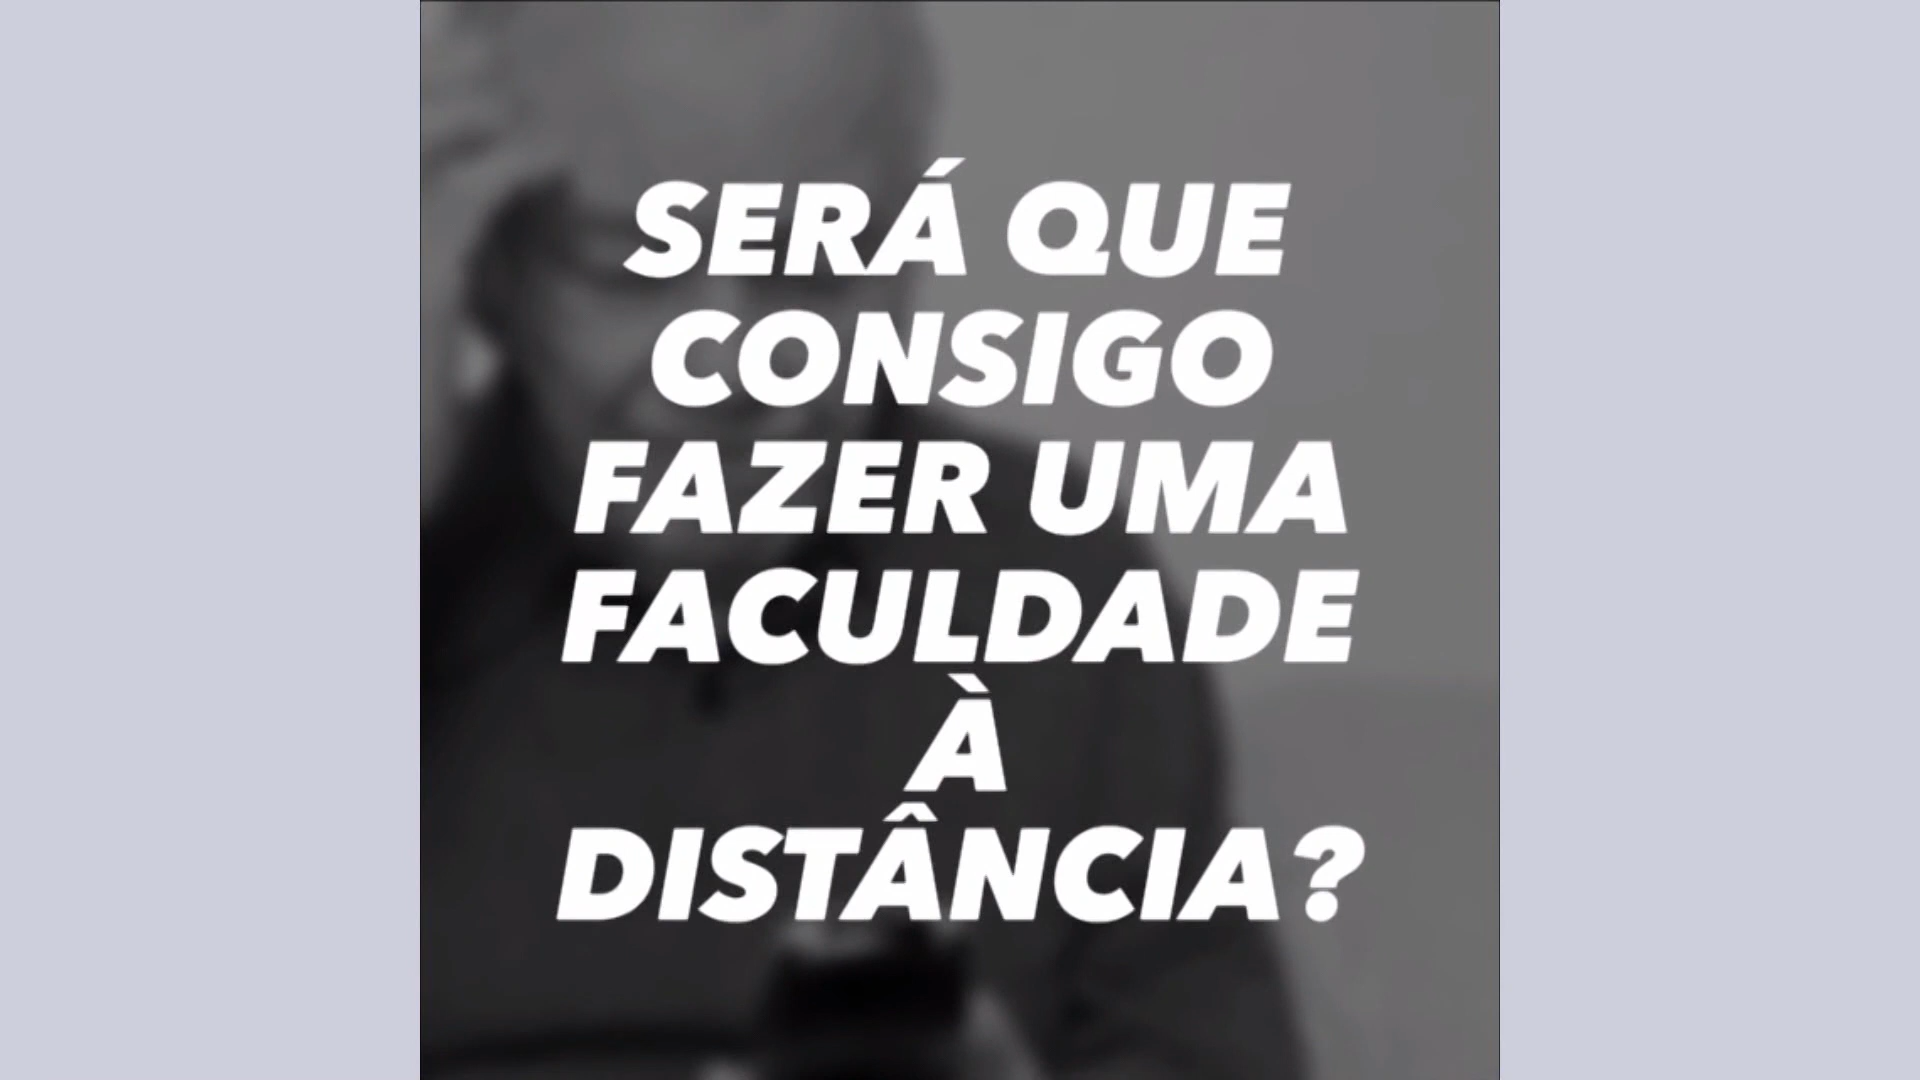 SERÁ QUE
CONSIGO
FAZER UMA
FACULDADE
À
DISTÂNCIA?